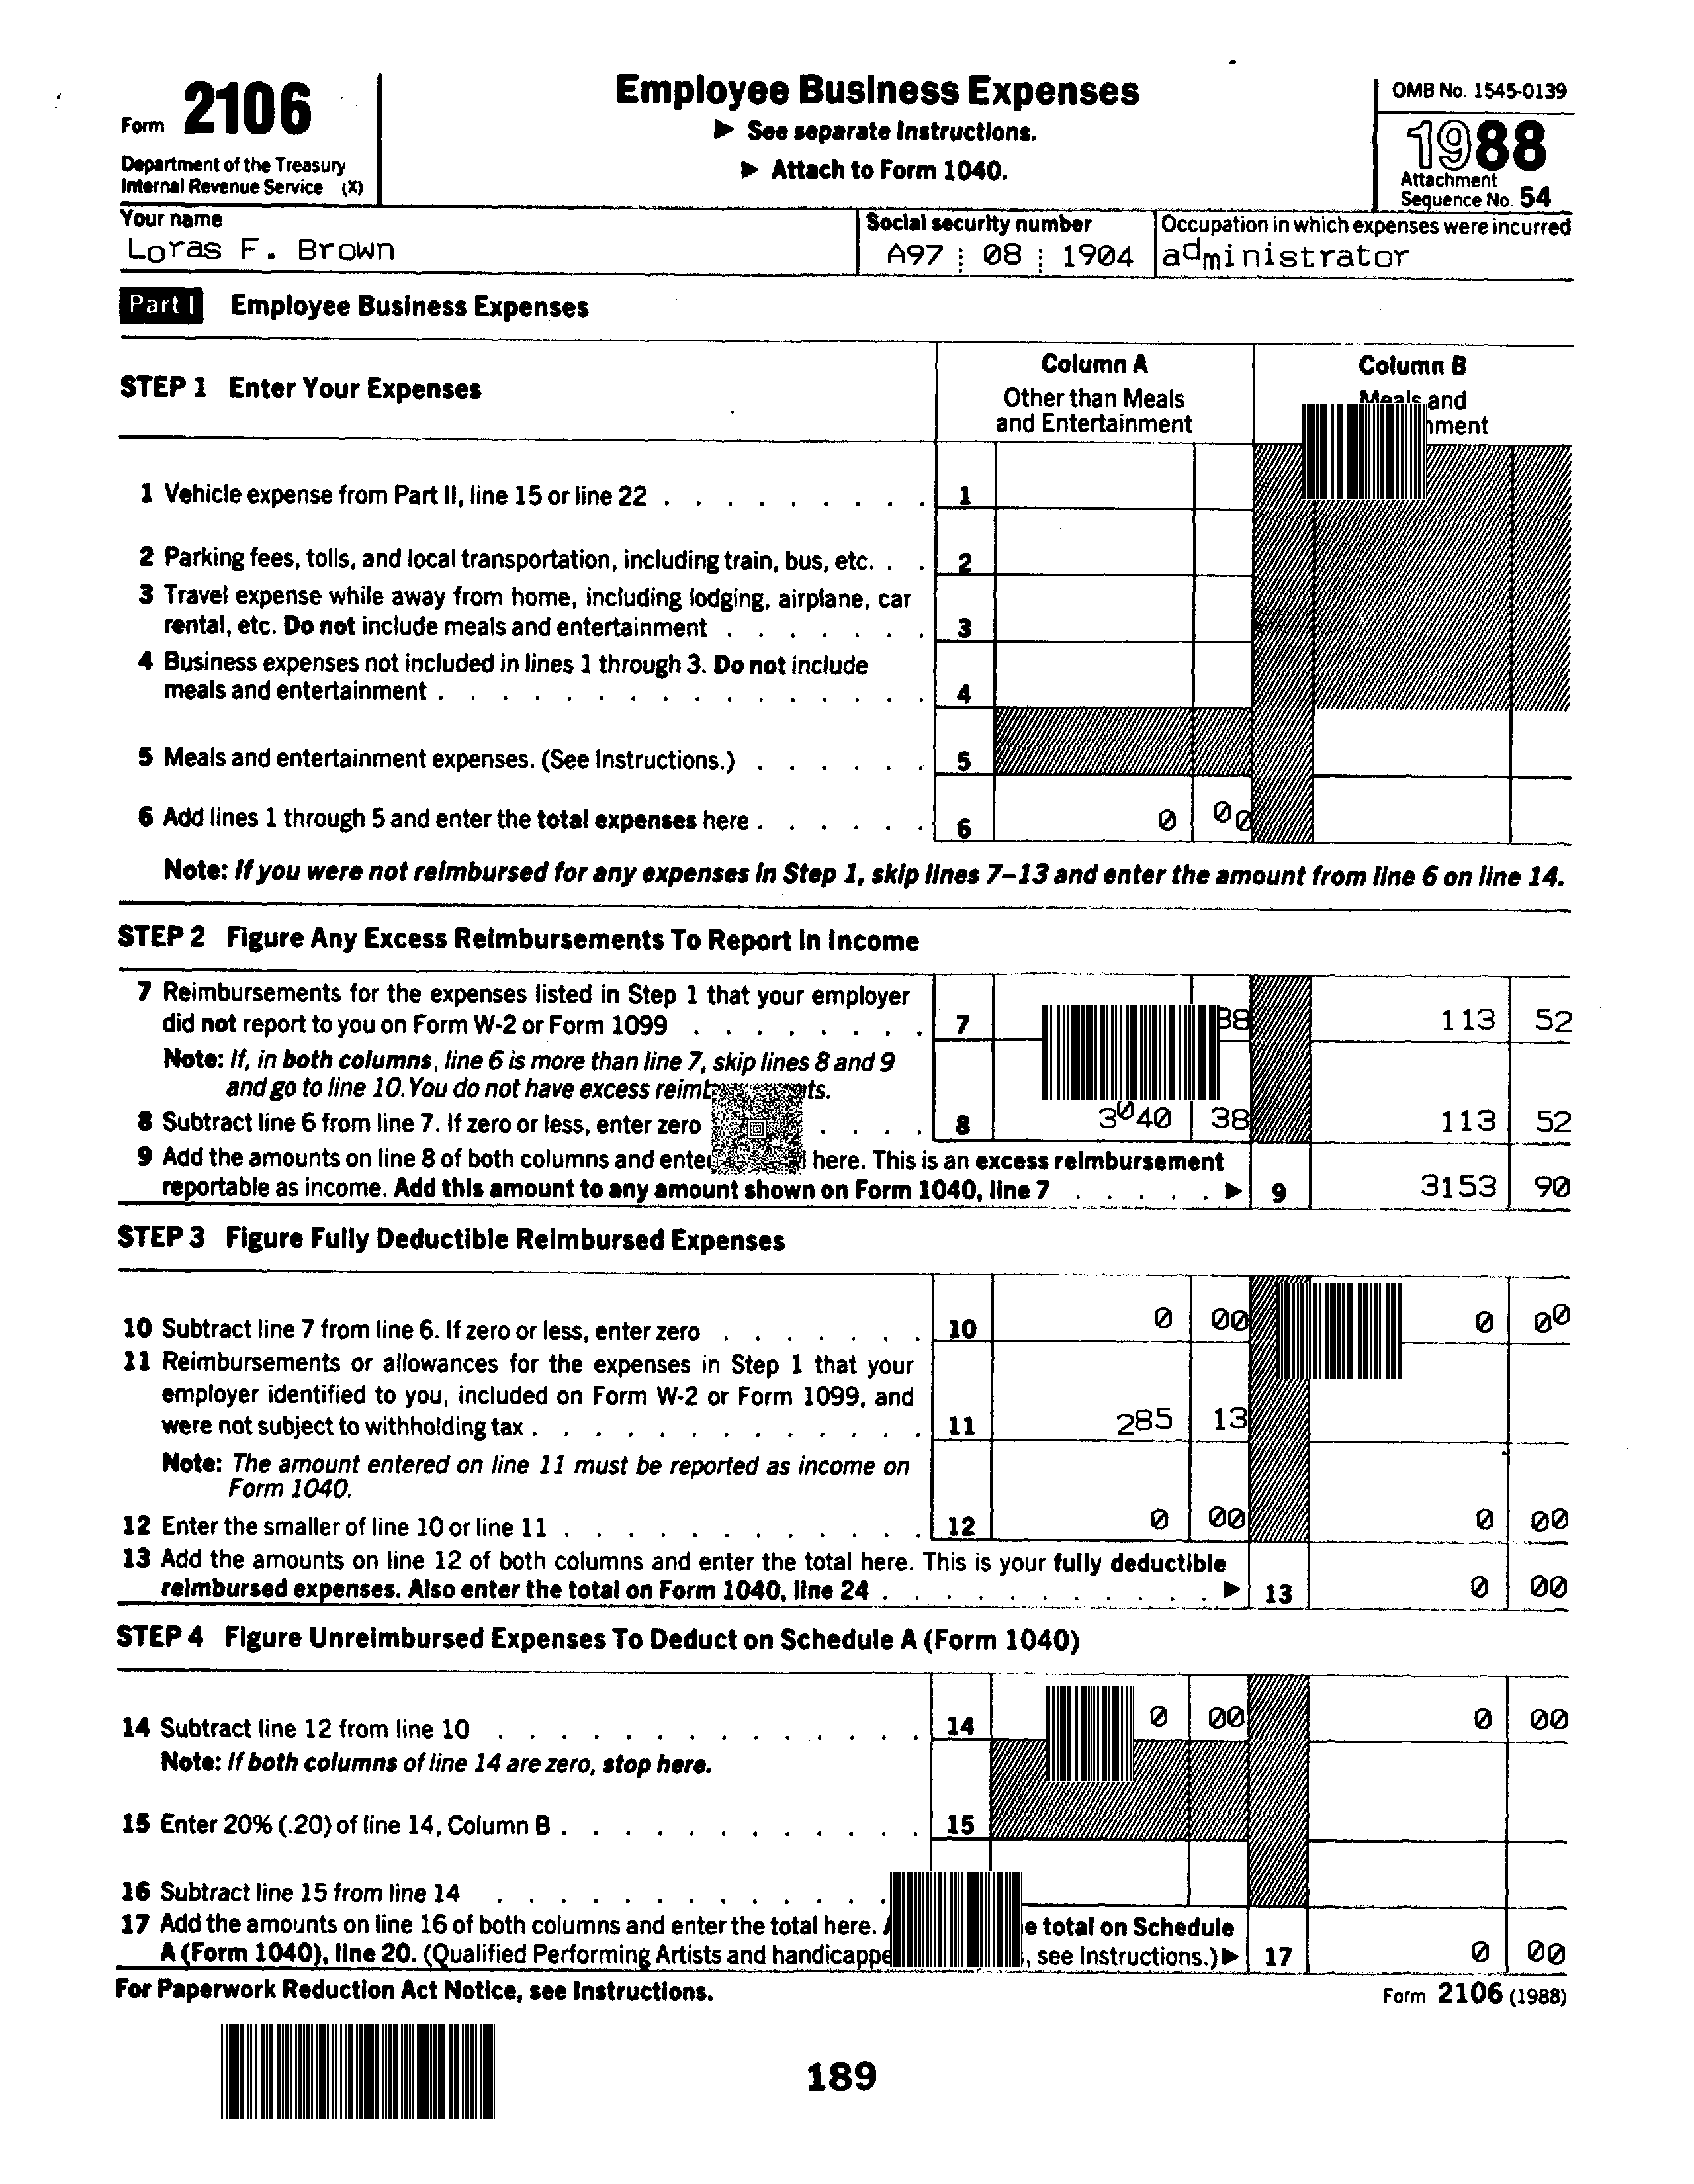 Form 2106
Department of the Treasury
Internal Revenue Service (X)
Employee Business Expenses
▶ See separate Instructions.
▶ Attach to Form 1040.
OMB No. 1545-0139
1988
Attachment
Sequence No. 54
Your name
Loras F. Brown
Social security number
A97 08 1904
Occupation in which expenses were incurred
administrator
Part I Employee Business Expenses
STEP 1 Enter Your Expenses
Column A
Other than Meals
and Entertainment
Column B
and
1 Vehicle expense from Part II, line 15 or line 22 . . . . . . . . . 1
2 Parking fees, tolls, and local transportation, including train, bus, etc. . . 2
3 Travel expense while away from home, including lodging, airplane, car
rental, etc. Do not include meals and entertainment . . . . . . . 3
4 Business expenses not included in lines 1 through 3. Do not include
meals and entertainment . . . . . . . . . . . . . . . . 4
5 Meals and entertainment expenses. (See Instructions.) . . . . . . 5
6 Add lines 1 through 5 and enter the total expenses here . . . . . . 6 0 00
Note: If you were not reimbursed for any expenses in Step 1, skip lines 7–13 and enter the amount from line 6 on line 14.
STEP 2 Figure Any Excess Reimbursements To Report In Income
7 Reimbursements for the expenses listed in Step 1 that your employer
did not report to you on Form W-2 or Form 1099 . . . . . . . . 7 38 113 52
Note: If, in both columns, line 6 is more than line 7, skip lines 8 and 9
and go to line 10. You do not have excess
8 Subtract line 6 from line 7. If zero or less, enter zero . . . . 8 3040 38 113 52
9 Add the amounts on line 8 of both columns and here. This is an excess reimbursement
reportable as income. Add this amount to any amount shown on Form 1040, line 7 . . . . . ▶ 9 3153 90
STEP 3 Figure Fully Deductible Reimbursed Expenses
10 Subtract line 7 from line 6. If zero or less, enter zero . . . . . . . 10 0 00 0 00
11 Reimbursements or allowances for the expenses in Step 1 that your
employer identified to you, included on Form W-2 or Form 1099, and
were not subject to withholding tax . . . . . . . . . . . . . 11 285 13
Note: The amount entered on line 11 must be reported as income on
Form 1040.
12 Enter the smaller of line 10 or line 11 . . . . . . . . . . . . 12 0 00 0 00
13 Add the amounts on line 12 of both columns and enter the total here. This is your fully deductible
reimbursed expenses. Also enter the total on Form 1040, line 24 . . . . . . . . . . . ▶ 13 0 00
STEP 4 Figure Unreimbursed Expenses To Deduct on Schedule A (Form 1040)
14 Subtract line 12 from line 10 . . . . . . . . . . . . . . 14 0 00 0 00
Note: If both columns of line 14 are zero, stop here.
15 Enter 20% (.20) of line 14, Column B . . . . . . . . . . . . 15
16 Subtract line 15 from line 14 . . . . . . . . . . . . .
17 Add the amounts on line 16 of both columns and enter the total here. total on Schedule
A (Form 1040), line 20. (Qualified Performing Artists and , see Instructions.) ▶ 17 0 00
For Paperwork Reduction Act Notice, see Instructions.
Form 2106 (1988)
189